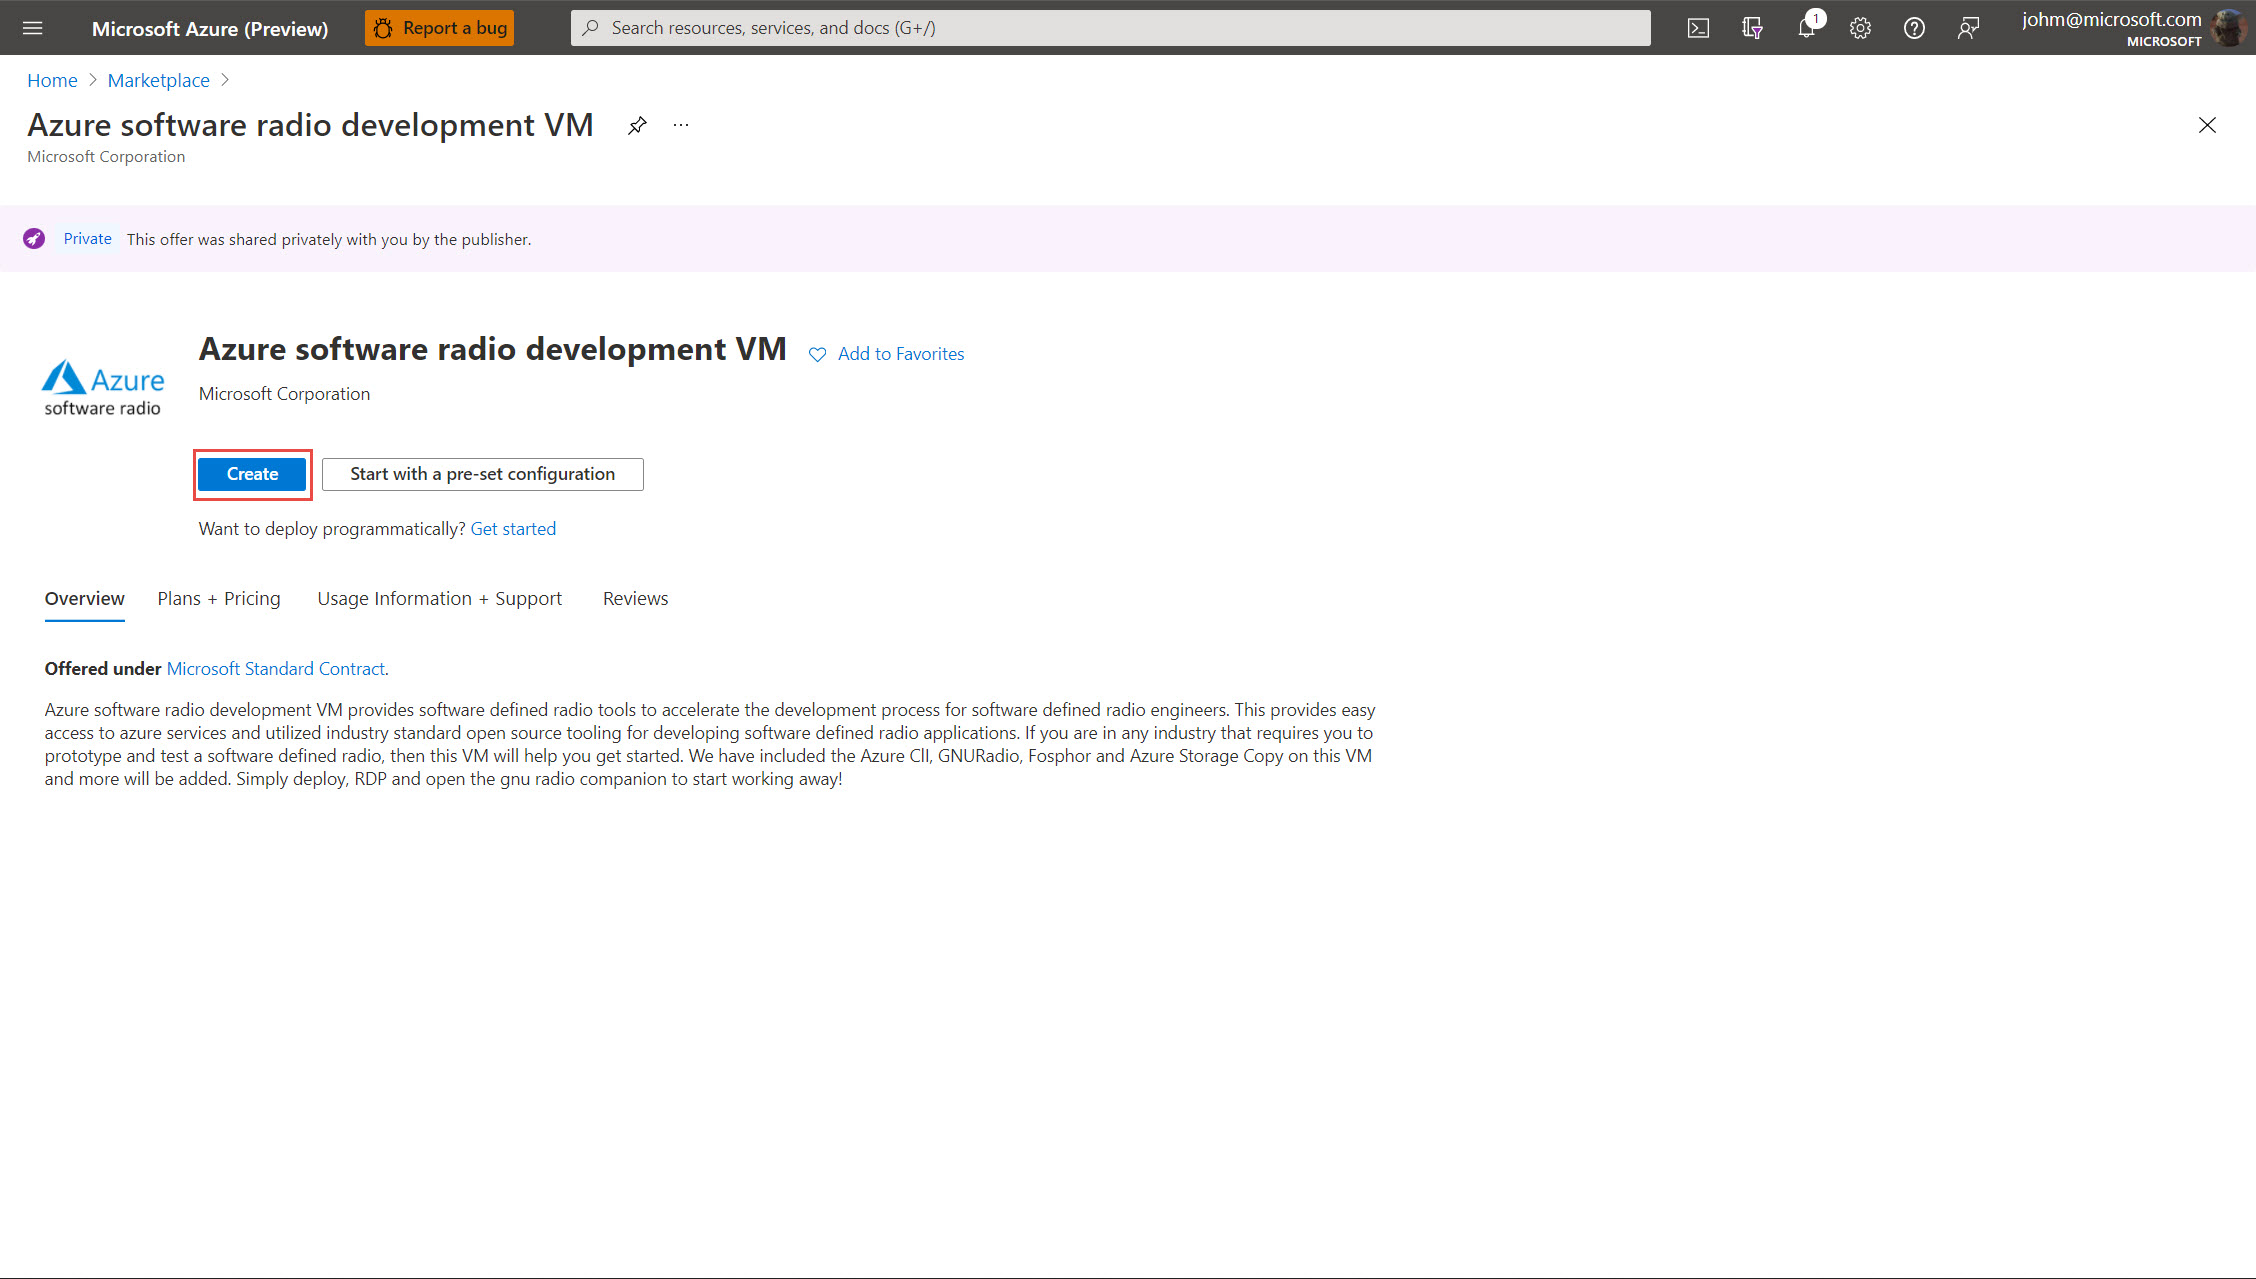 Microsoft Azure (Preview)
Report a bug
Search resources, services, and docs (G+/)
1
johm@microsoft.com
MICROSOFT
Home > Marketplace >
Azure software radio development VM
Microsoft Corporation
Private This offer was shared privately with you by the publisher.
Azure
software radio
Azure software radio development VM
Add to Favorites
Microsoft Corporation
Create
Start with a pre-set configuration
Want to deploy programmatically? Get started
Overview Plans + Pricing Usage Information + Support Reviews
Offered under Microsoft Standard Contract.
Azure software radio development VM provides software defined radio tools to accelerate the development process for software defined radio engineers. This provides easy
access to azure services and utilized industry standard open source tooling for developing software defined radio applications. If you are in any industry that requires you to
prototype and test a software defined radio, then this VM will help you get started. We have included the Azure ClI, GNURadio, Fosphor and Azure Storage Copy on this VM
and more will be added. Simply deploy, RDP and open the gnu radio companion to start working away!